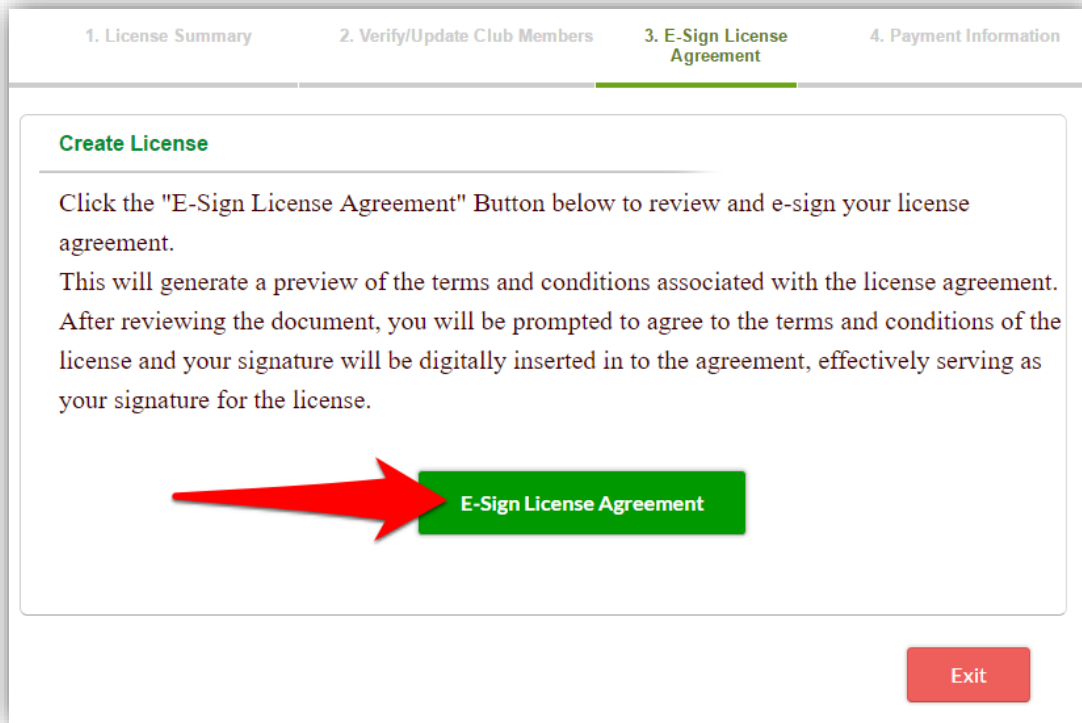 1. License Summary
2. Verify/Update Club Members
3. E-Sign License
Agreement
4. Payment Information
Create License
Click the "E-Sign License Agreement" Button below to review and e-sign your license
agreement.
This will generate a preview of the terms and conditions associated with the license agreement.
After reviewing the document, you will be prompted to agree to the terms and conditions of the
license and your signature will be digitally inserted in to the agreement, effectively serving as
your signature for the license.
E-Sign License Agreement
Exit